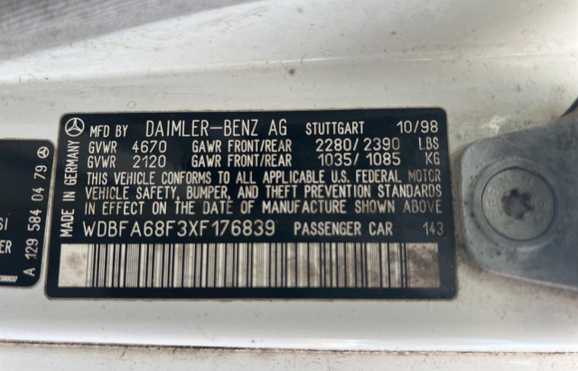 MFD BY DAIMLER-BENZ AG STUTTGART 10/98
GVWR 4670 GAWR FRONT/REAR 2280/2390 LBS
GVWR 2120 GAWR FRONT/REAR 1035/1085 KG
THIS VEHICLE CONFORMS TO ALL APPLICABLE U.S. FEDERAL MOTOR
VEHICLE SAFETY, BUMPER, AND THEFT PREVENTION STANDARDS
IN EFFECT ON THE DATE OF MANUFACTURE SHOWN ABOVE
WDBFA68F3XF176839 PASSENGER CAR 143
MADE IN GERMANY
A 129 584 04 79